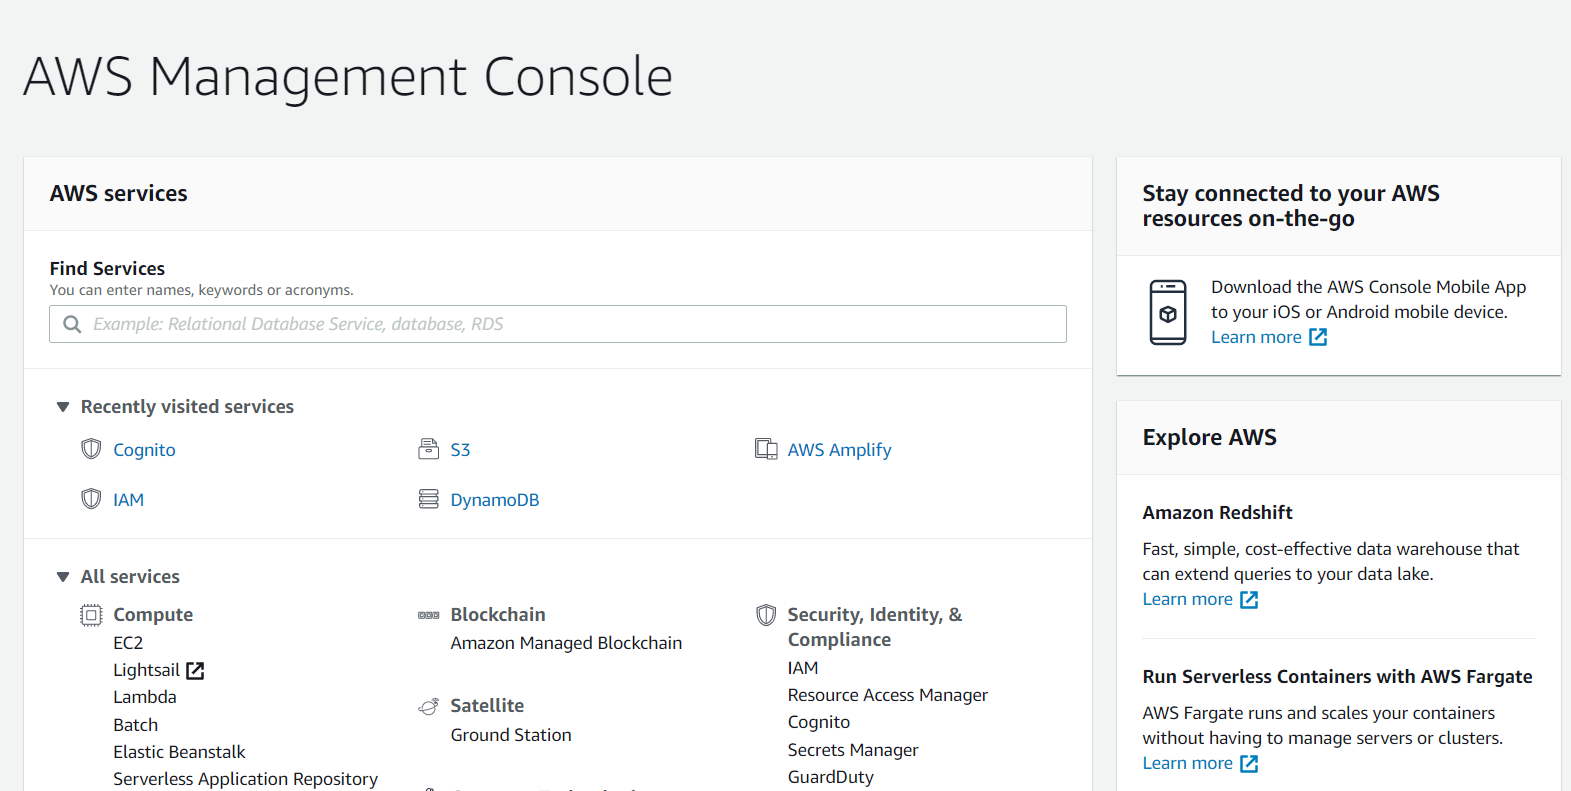 AWS Management Console
AWS services
Find Services
You can enter names, keywords or acronyms.
Example: Relational Database Service, database, RDS
Recently visited services
Cognito
S3
AWS Amplify
IAM
DynamoDB
All services
Compute
EC2
Lightsail
Lambda
Batch
Elastic Beanstalk
Serverless Application Repository
Blockchain
Amazon Managed Blockchain
Satellite
Ground Station
Security, Identity, &
Compliance
IAM
Resource Access Manager
Cognito
Secrets Manager
GuardDuty
Stay connected to your AWS
resources on-the-go
Download the AWS Console Mobile App
to your iOS or Android mobile device.
Learn more
Explore AWS
Amazon Redshift
Fast, simple, cost-effective data warehouse that
can extend queries to your data lake.
Learn more
Run Serverless Containers with AWS Fargate
AWS Fargate runs and scales your containers
without having to manage servers or clusters.
Learn more